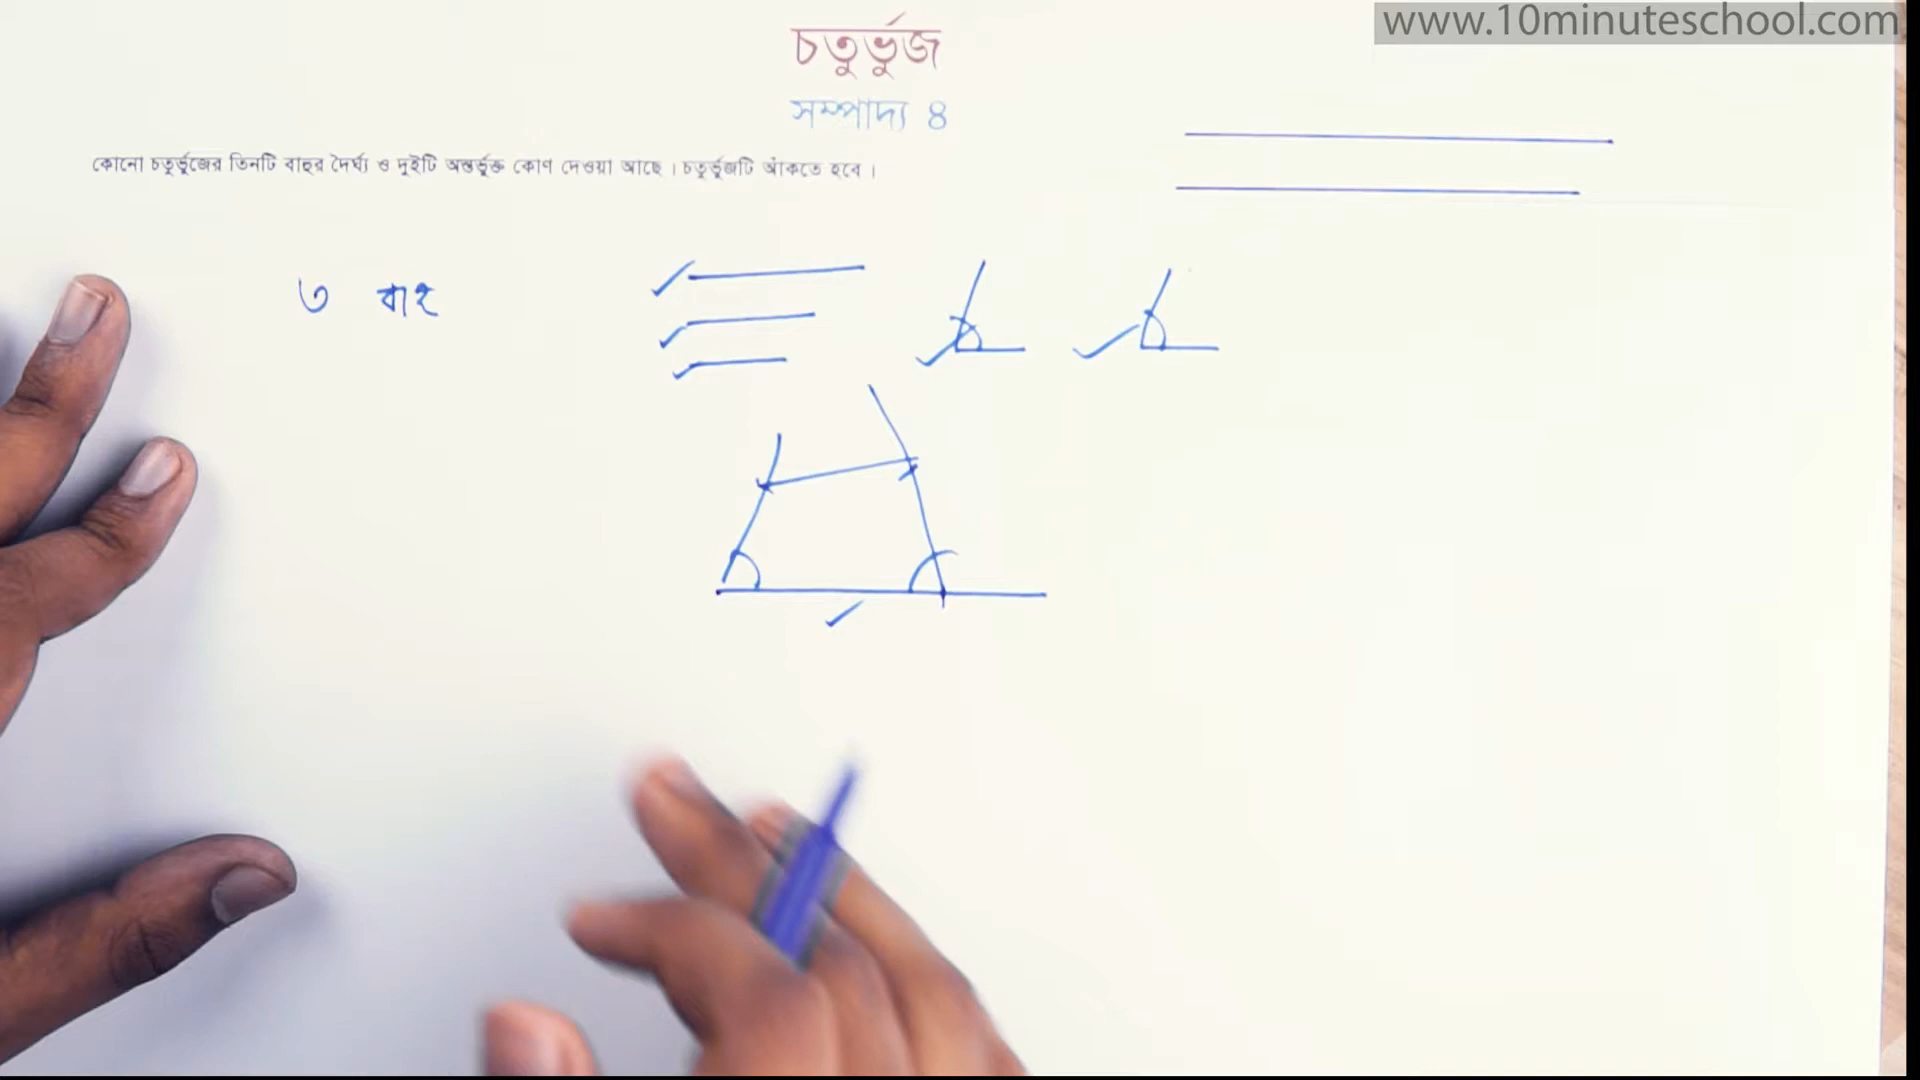 www.10minuteschool.com
চতুর্ভুজ
সম্পাদ্য ৪
কোনো চতুর্ভুজের তিনটি বাহুর দৈর্ঘ্য ও দুইটি অন্তর্ভুক্ত কোণ দেওয়া আছে । চতুর্ভুজটি আঁকতে হবে ।
৩ বাহু